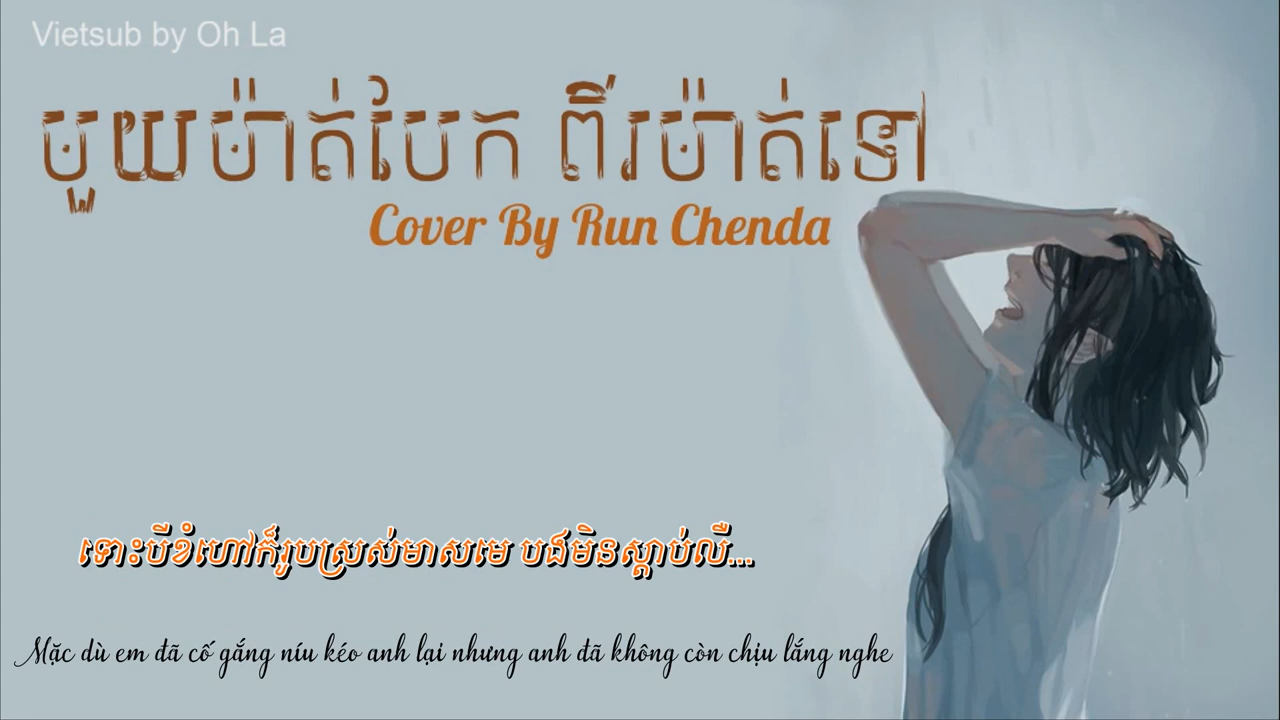 Vietsub by Oh La
មួយម៉ាត់បែក ពីរម៉ាត់ទៅ
Cover By Run Chenda
ទោះបីខំហៅក៏រូបស្រស់មាសមេ បងមិនស្ដាប់លឺ...
Mặc dù em đã cố gắng níu kéo anh lại nhưng anh đã không còn chịu lắng nghe